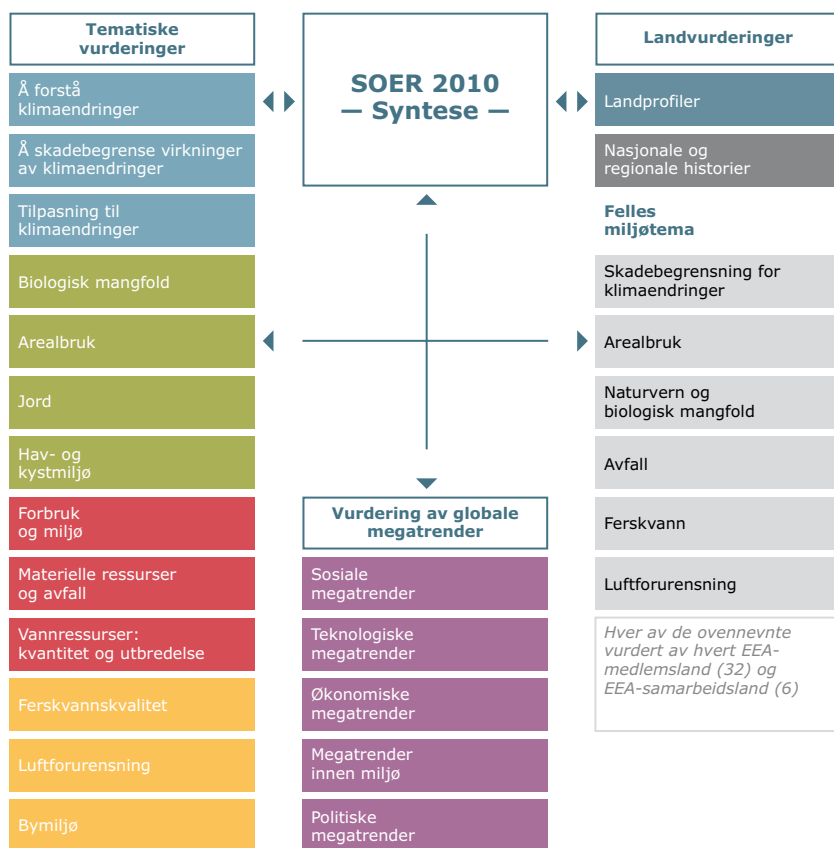 Tematiske
vurderinger
Å forstå
klimaendringer
Å skadebegrense virkninger
av klimaendringer
Tilpasning til
klimaendringer
Biologisk mangfold
Arealbruk
Jord
Hav- og
kystmiljø
Forbruk
og miljø
Materielle ressurser
og avfall
Vannressurser:
kvantitet og utbredelse
Ferskvannskvalitet
Luftforurensning
Bymiljø
SOER 2010
— Syntese —
Vurdering av globale
megatrender
Sosiale
megatrender
Teknologiske
megatrender
Økonomiske
megatrender
Megatrender
innen miljø
Politiske
megatrender
Landvurderinger
Landprofiler
Nasjonale og
regionale historier
Felles
miljøtema
Skadebegrensning for
klimaendringer
Arealbruk
Naturvern og
biologisk mangfold
Avfall
Ferskvann
Luftforurensning
Hver av de ovennevnte
vurdert av hvert EEA-
medlemsland (32) og
EEA-samarbeidsland (6)